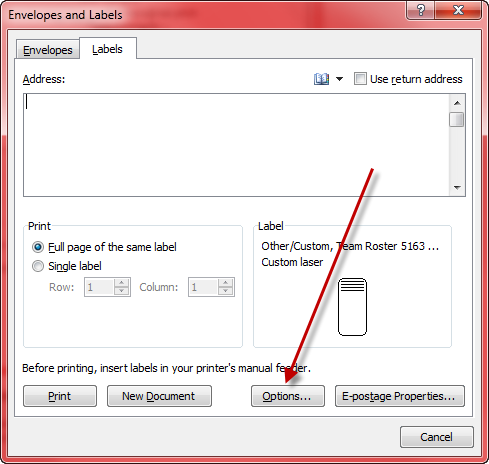 Envelopes and Labels
Envelopes Labels
Address: Use return address
Print
Full page of the same label
Single label
Row: 1 Column: 1
Label
Other/Custom, Team Roster 5163 ...
Custom laser
Before printing, insert labels in your printer's manual feeder.
Print New Document Options... E-postage Properties...
Cancel